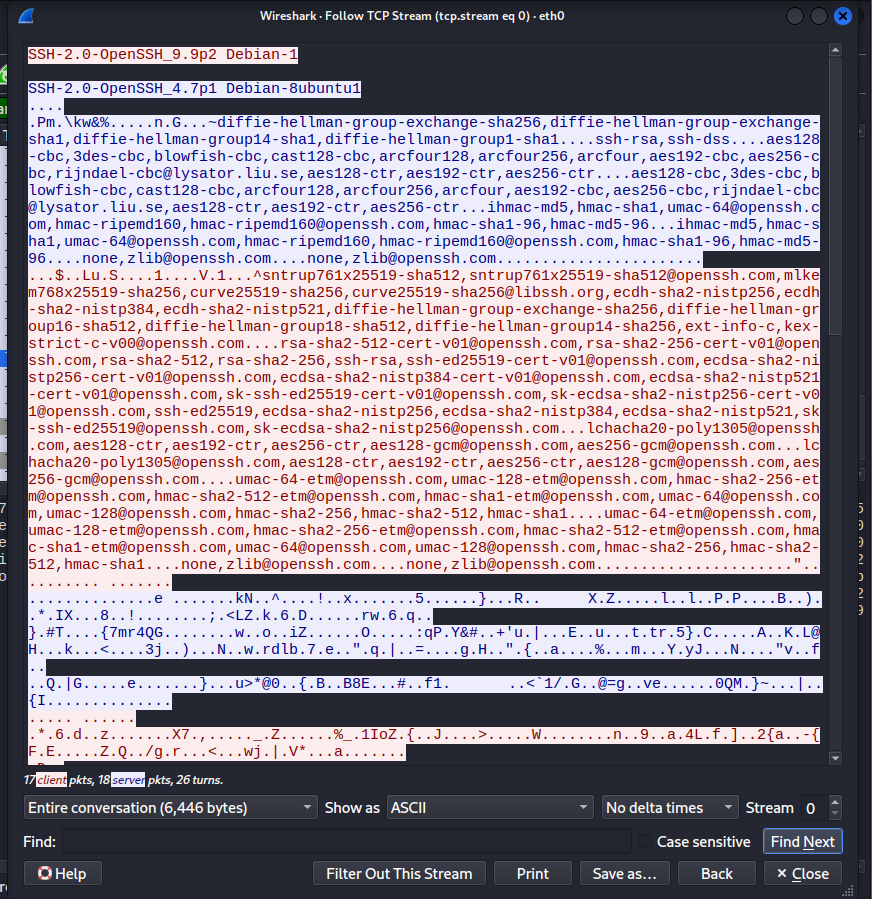 Wireshark · Follow TCP Stream (tcp.stream eq 0) · eth0
SSH-2.0-OpenSSH_9.9p2 Debian-1
SSH-2.0-OpenSSH_4.7p1 Debian-8ubuntu1
....
.Pm.\kw&%.....n.G...~diffie-hellman-group-exchange-sha256,diffie-hellman-group-exchange-
sha1,diffie-hellman-group14-sha1,diffie-hellman-group1-sha1....ssh-rsa,ssh-dss....aes128
-cbc,3des-cbc,blowfish-cbc,cast128-cbc,arcfour128,arcfour256,arcfour,aes192-cbc,aes256-c
bc,rijndael-cbc@lysator.liu.se,aes128-ctr,aes192-ctr,aes256-ctr....aes128-cbc,3des-cbc,b
lowfish-cbc,cast128-cbc,arcfour128,arcfour256,arcfour,aes192-cbc,aes256-cbc,rijndael-cbc
@lysator.liu.se,aes128-ctr,aes192-ctr,aes256-ctr...ihmac-md5,hmac-sha1,umac-64@openssh.c
om,hmac-ripemd160,hmac-ripemd160@openssh.com,hmac-sha1-96,hmac-md5-96...ihmac-md5,hmac-s
ha1,umac-64@openssh.com,hmac-ripemd160,hmac-ripemd160@openssh.com,hmac-sha1-96,hmac-md5-
96....none,zlib@openssh.com....none,zlib@openssh.com.......................
...$..Lu.S....1....V.1...^sntrup761x25519-sha512,sntrup761x25519-sha512@openssh.com,mlke
m768x25519-sha256,curve25519-sha256,curve25519-sha256@libssh.org,ecdh-sha2-nistp256,ecdh
-sha2-nistp384,ecdh-sha2-nistp521,diffie-hellman-group-exchange-sha256,diffie-hellman-gr
oup16-sha512,diffie-hellman-group18-sha512,diffie-hellman-group14-sha256,ext-info-c,kex-
strict-c-v00@openssh.com....rsa-sha2-512-cert-v01@openssh.com,rsa-sha2-256-cert-v01@open
ssh.com,rsa-sha2-512,rsa-sha2-256,ssh-rsa,ssh-ed25519-cert-v01@openssh.com,ecdsa-sha2-ni
stp256-cert-v01@openssh.com,ecdsa-sha2-nistp384-cert-v01@openssh.com,ecdsa-sha2-nistp521
-cert-v01@openssh.com,sk-ssh-ed25519-cert-v01@openssh.com,sk-ecdsa-sha2-nistp256-cert-v0
1@openssh.com,ssh-ed25519,ecdsa-sha2-nistp256,ecdsa-sha2-nistp384,ecdsa-sha2-nistp521,sk
-ssh-ed25519@openssh.com,sk-ecdsa-sha2-nistp256@openssh.com...lchacha20-poly1305@openssh
.com,aes128-ctr,aes192-ctr,aes256-ctr,aes128-gcm@openssh.com,aes256-gcm@openssh.com...lc
hacha20-poly1305@openssh.com,aes128-ctr,aes192-ctr,aes256-ctr,aes128-gcm@openssh.com,aes
256-gcm@openssh.com....umac-64-etm@openssh.com,umac-128-etm@openssh.com,hmac-sha2-256-et
m@openssh.com,hmac-sha2-512-etm@openssh.com,hmac-sha1-etm@openssh.com,umac-64@openssh.co
m,umac-128@openssh.com,hmac-sha2-256,hmac-sha2-512,hmac-sha1....umac-64-etm@openssh.com,
umac-128-etm@openssh.com,hmac-sha2-256-etm@openssh.com,hmac-sha2-512-etm@openssh.com,hma
c-sha1-etm@openssh.com,umac-64@openssh.com,umac-128@openssh.com,hmac-sha2-256,hmac-sha2-
512,hmac-sha1....none,zlib@openssh.com....none,zlib@openssh.com......................"..
........ .......
..............e .......kN..^....!..x.......5......}...R.. X.Z.....l..l..P.P....B..).
.*.IX...8..!........;.<LZ.k.6.D......rw.6.q..
}.#T....{7mr4QG........w..o..iZ......O.....:qP.Y&#..+'u.|...E..u...t.tr.5}.C.....A..K.L@
H...k...<....3j..)...N..w.rdlb.7.e..".q.|..=....g.H..".{..a....%...m...Y.yJ...N...."v..f
..
..Q.|G.....e.......}...u>*@0..{.B..B8E...#..f1. ..<`1/.G..@=g..ve......0QM.}~...|..
{I..............
..... ......
.*.6.d..z.......X7.,....._.Z......%_.1IoZ.{..J....>.....W........n..9..a.4L.f.]..2{a..-{
F.E.....Z.Q../g.r...<...wj.|.V*...a.......
17 client pkts, 18 server pkts, 26 turns.
Entire conversation (6,446 bytes) Show as ASCII No delta times Stream 0
Find: Case sensitive Find Next
Help Filter Out This Stream Print Save as… Back Close